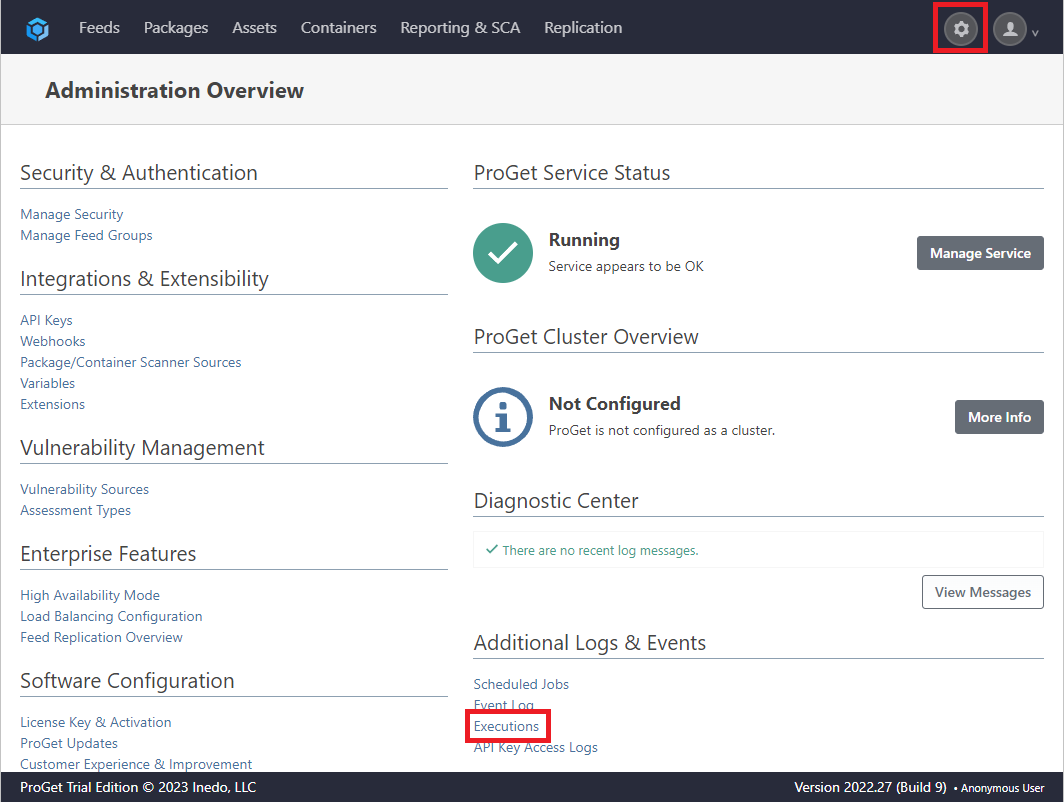 Feeds Packages Assets Containers Reporting & SCA Replication
Administration Overview
Security & Authentication
Manage Security
Manage Feed Groups
Integrations & Extensibility
API Keys
Webhooks
Package/Container Scanner Sources
Variables
Extensions
Vulnerability Management
Vulnerability Sources
Assessment Types
Enterprise Features
High Availability Mode
Load Balancing Configuration
Feed Replication Overview
Software Configuration
License Key & Activation
ProGet Updates
Customer Experience & Improvement
ProGet Service Status
Running
Service appears to be OK
Manage Service
ProGet Cluster Overview
Not Configured
ProGet is not configured as a cluster.
More Info
Diagnostic Center
There are no recent log messages.
View Messages
Additional Logs & Events
Scheduled Jobs
Event Log
Executions
API Key Access Logs
ProGet Trial Edition © 2023 Inedo, LLC
Version 2022.27 (Build 9) • Anonymous User